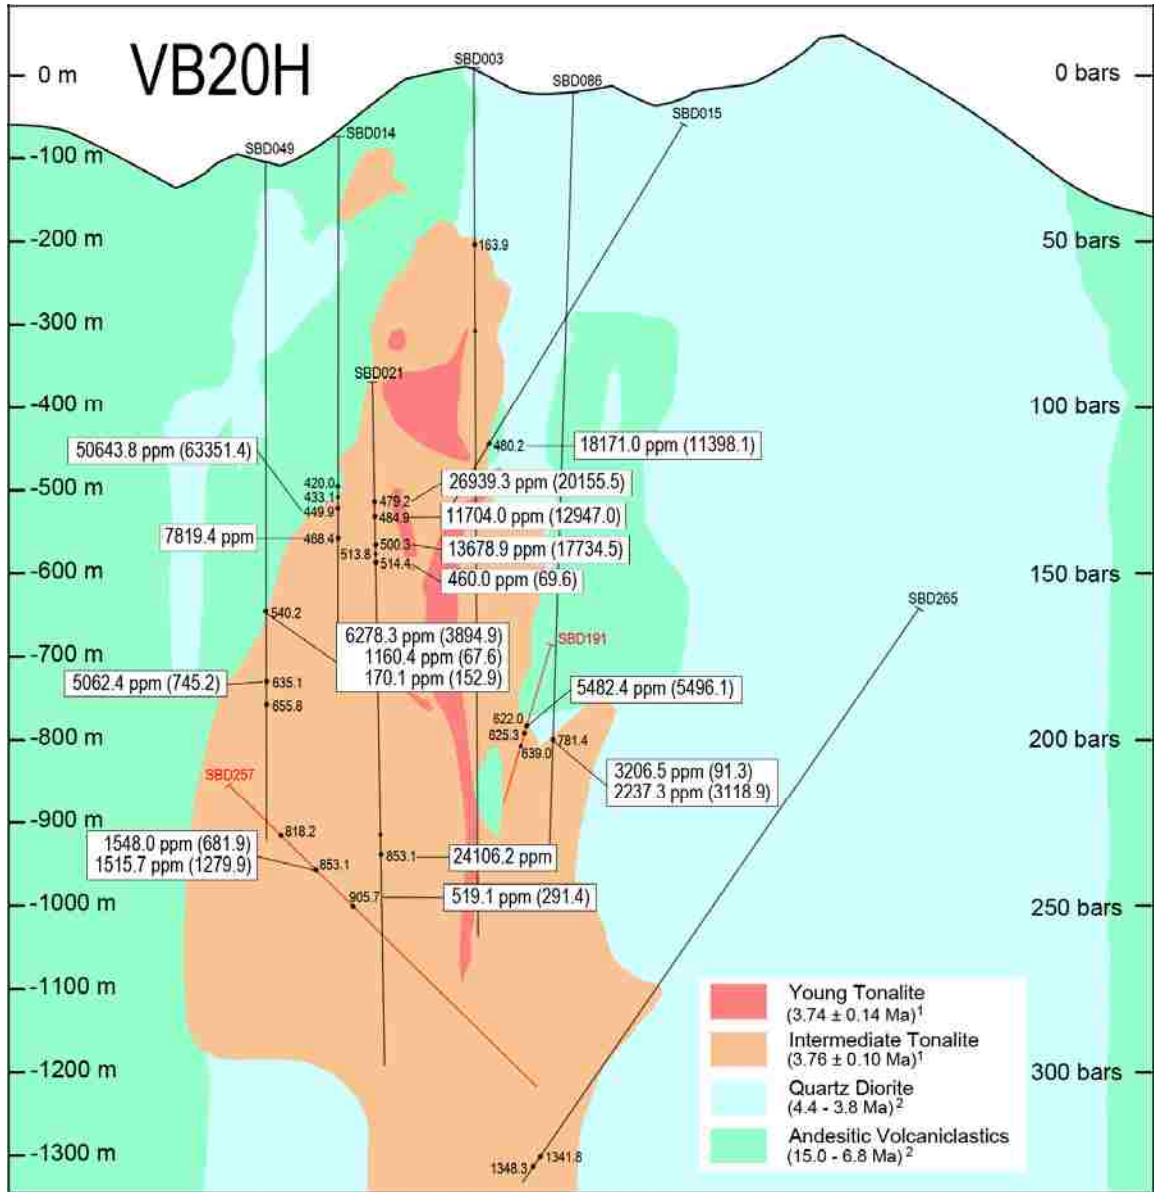 VB20H
SBD003
0 m
0 bars
SBD086
SBD015
SBD014
SBD049
-100 m
-200 m
163.9
50 bars
-300 m
SBD021
-400 m
100 bars
50643.8 ppm (63351.4)
480.2
18171.0 ppm (11398.1)
420.0
433.1
449.9
-500 m
479.2
26939.3 ppm (20155.5)
484.9
11704.0 ppm (12947.0)
7819.4 ppm
468.4
500.3
13678.9 ppm (17734.5)
513.8
514.4
460.0 ppm (69.6)
-600 m
150 bars
SBD265
540.2
6278.3 ppm (3894.9)
1160.4 ppm (67.6)
170.1 ppm (152.9)
SBD191
-700 m
5062.4 ppm (745.2)
635.1
655.8
5482.4 ppm (5496.1)
622.0
625.3
639.0
781.4
-800 m
200 bars
3206.5 ppm (91.3)
2237.3 ppm (3118.9)
SBD257
-900 m
818.2
1548.0 ppm (681.9)
1515.7 ppm (1279.9)
853.1
853.1
24106.2 ppm
905.7
519.1 ppm (291.4)
-1000 m
250 bars
-1100 m
Young Tonalite
(3.74 ± 0.14 Ma)¹
Intermediate Tonalite
(3.76 ± 0.10 Ma)¹
-1200 m
300 bars
Quartz Diorite
(4.4 - 3.8 Ma)²
Andesitic Volcaniclastics
(15.0 - 6.8 Ma)²
-1300 m
1348.3
1341.8